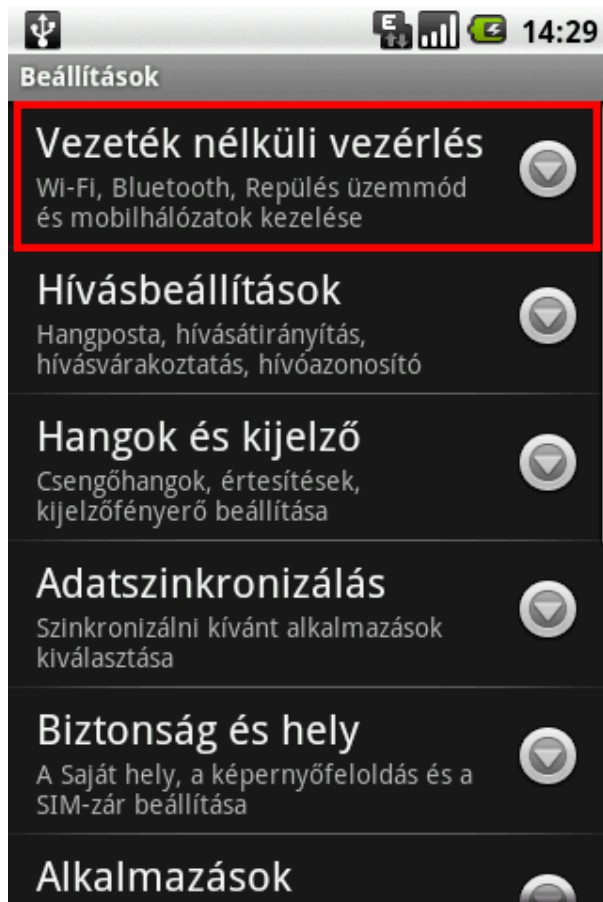 E 14:29
Beállítások
Vezeték nélküli vezérlés
Wi-Fi, Bluetooth, Repülés üzemmód
és mobilhálózatok kezelése
Hívásbeállítások
Hangposta, hívásátirányítás,
hívásvárakoztatás, hívóazonosító
Hangok és kijelző
Csengőhangok, értesítések,
kijelzőfényerő beállítása
Adatszinkronizálás
Szinkronizálni kívánt alkalmazások
kiválasztása
Biztonság és hely
A Saját hely, a képernyőfeloldás és a
SIM-zár beállítása
Alkalmazások